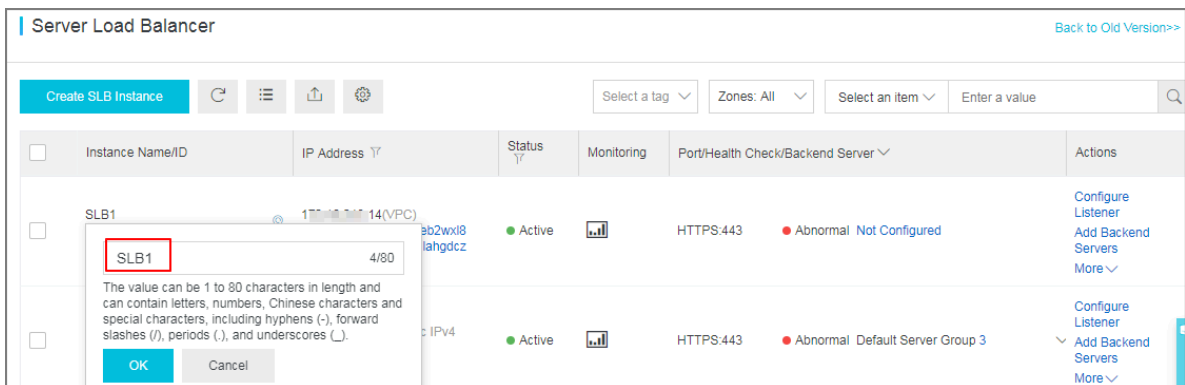 Server Load Balancer
Back to Old Version>>
Create SLB Instance
Select a tag
Zones: All
Select an item
Enter a value
Instance Name/ID
IP Address
Status
Monitoring
Port/Health Check/Backend Server
Actions
SLB1
14(VPC)
eb2wxl8
lahgdcz
Active
HTTPS:443
Abnormal Not Configured
Configure
Listener
Add Backend
Servers
More
SLB1
4/80
The value can be 1 to 80 characters in length and
can contain letters, numbers, Chinese characters and
special characters, including hyphens (-), forward
slashes (/), periods (.), and underscores (_).
OK
Cancel
IPv4
Active
HTTPS:443
Abnormal Default Server Group 3
Configure
Listener
Add Backend
Servers
More